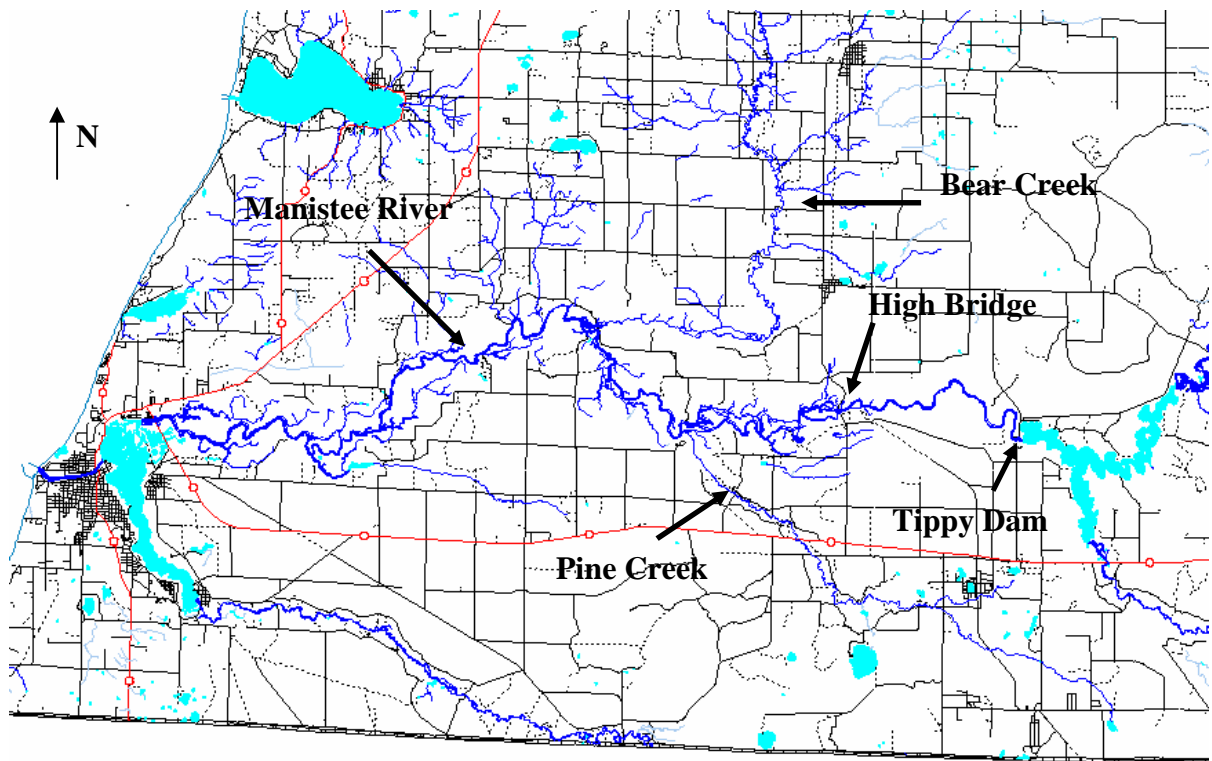 N
Bear Creek
Manistee River
High Bridge
Tippy Dam
Pine Creek